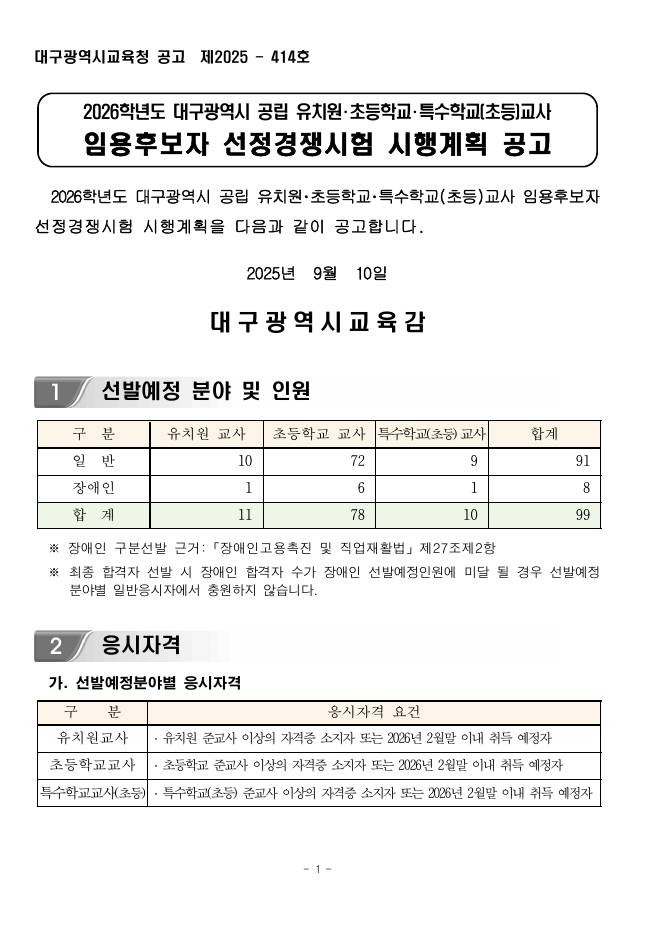 대구광역시교육청 공고 제2025 - 414호
2026학년도 대구광역시 공립 유치원·초등학교·특수학교(초등)교사
임용후보자 선정경쟁시험 시행계획 공고
2026학년도 대구광역시 공립 유치원·초등학교·특수학교(초등)교사 임용후보자
선정경쟁시험 시행계획을 다음과 같이 공고합니다.
2025년 9월 10일
대구광역시교육감
1 선발예정 분야 및 인원
구 분 유치원 교사 초등학교 교사 특수학교(초등) 교사 합계
일 반 10 72 9 91
장애인 1 6 1 8
합 계 11 78 10 99
※ 장애인 구분선발 근거:「장애인고용촉진 및 직업재활법」제27조제2항
※ 최종 합격자 선발 시 장애인 합격자 수가 장애인 선발예정인원에 미달 될 경우 선발예정
분야별 일반응시자에서 충원하지 않습니다.
2 응시자격
가. 선발예정분야별 응시자격
구 분 응시자격 요건
유치원교사 · 유치원 준교사 이상의 자격증 소지자 또는 2026년 2월말 이내 취득 예정자
초등학교교사 · 초등학교 준교사 이상의 자격증 소지자 또는 2026년 2월말 이내 취득 예정자
특수학교교사(초등) · 특수학교(초등) 준교사 이상의 자격증 소지자 또는 2026년 2월말 이내 취득 예정자
- 1 -